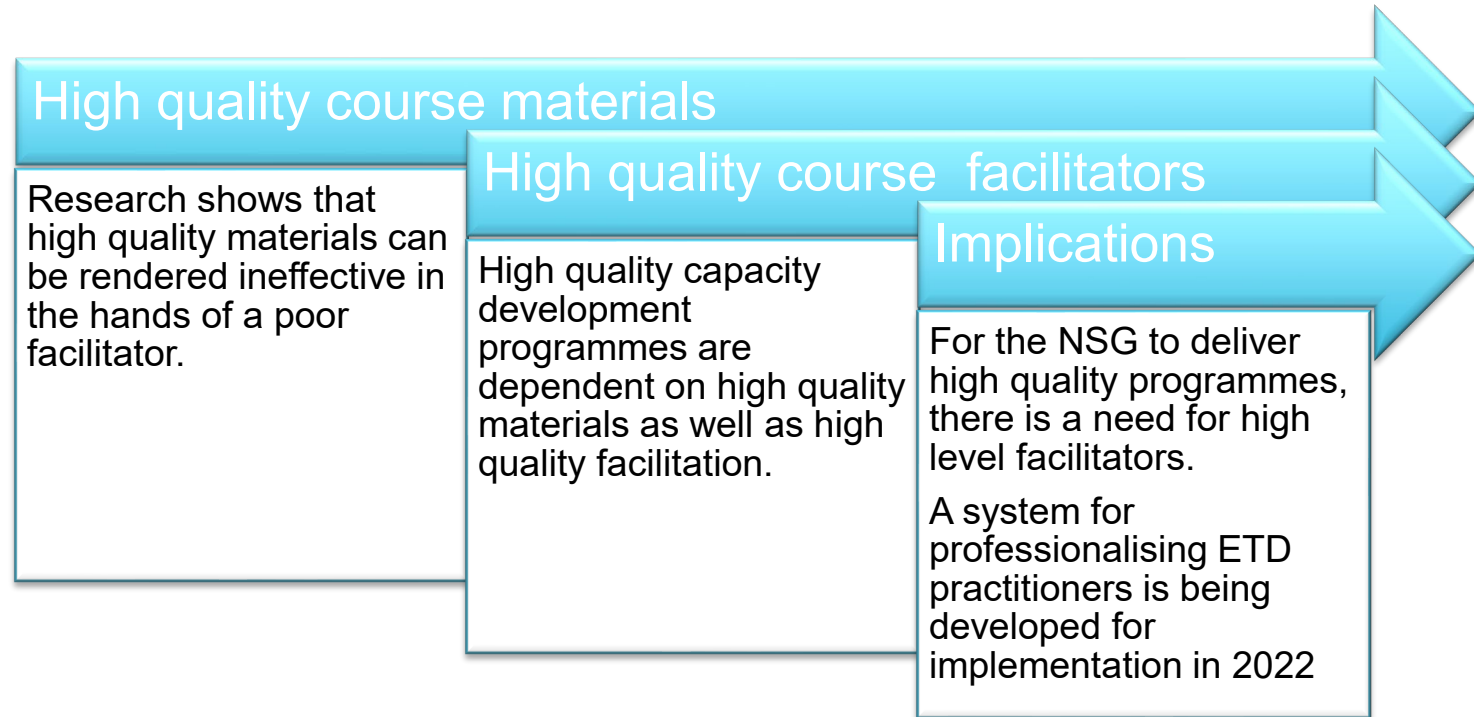 High quality course materials
Research shows that
high quality materials can
be rendered ineffective in
the hands of a poor
facilitator.
High quality course  facilitators
High quality capacity
development
programmes are
dependent on high quality
materials as well as high
quality facilitation.
Implications
For the NSG to deliver
high quality programmes,
there is a need for high
level facilitators.
A system for
professionalising ETD
practitioners is being
developed for
implementation in 2022